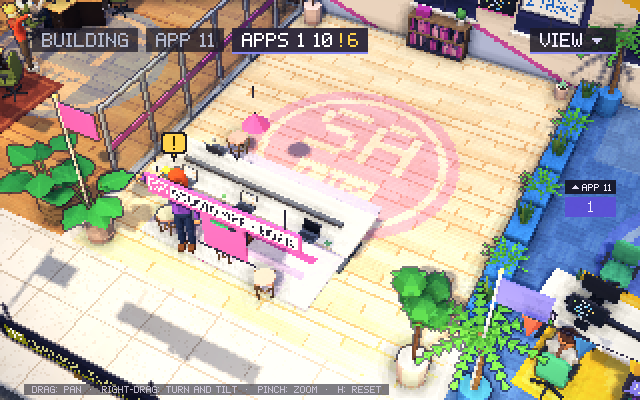 BUILDING APP 11 APPS 1 10 !6
VIEW
!
SH
APP 11
1
DRAG: PAN · RIGHT-DRAG: TURN AND TILT · PINCH: ZOOM · H: RESET